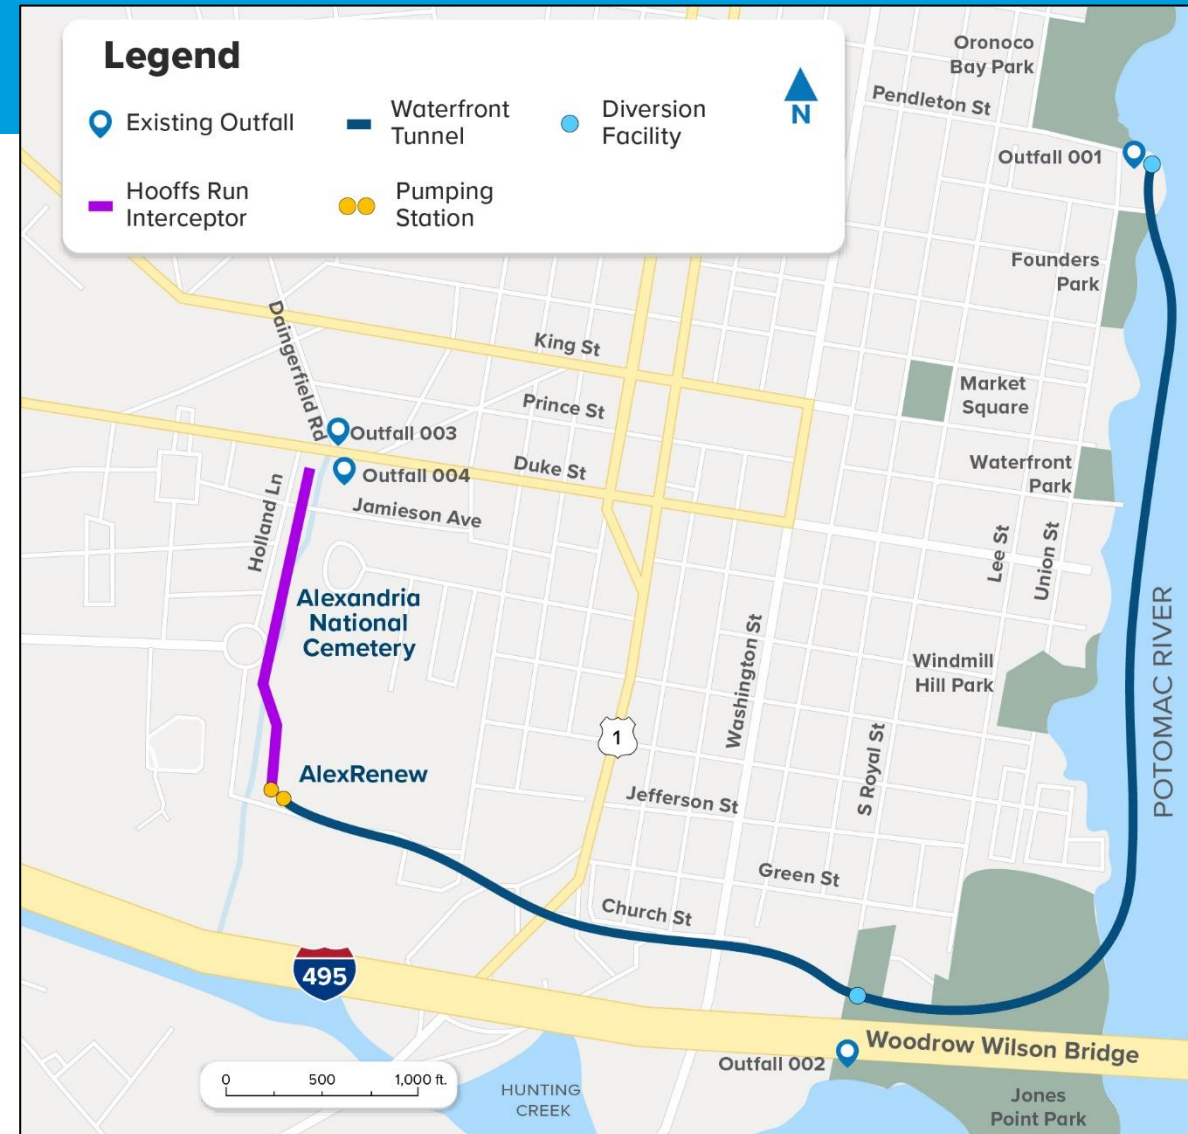 Legend
Existing Outfall
Waterfront
Tunnel
Diversion
Facility
N
Hooffs Run
Interceptor
Pumping
Station
Oronoco
Bay Park
Pendleton St
Outfall 001
Founders
Park
Daingerfield Rd
King St
Market
Square
Prince St
Outfall 003
Duke St
Waterfront
Park
Outfall 004
Holland Ln
Jamieson Ave
Lee St
Union St
Alexandria
National
Cemetery
Washington St
Windmill
Hill Park
POTOMAC RIVER
1
S Royal St
AlexRenew
Jefferson St
Green St
Church St
495
Woodrow Wilson Bridge
Outfall 002
0 500 1,000 ft.
HUNTING
CREEK
Jones
Point Park